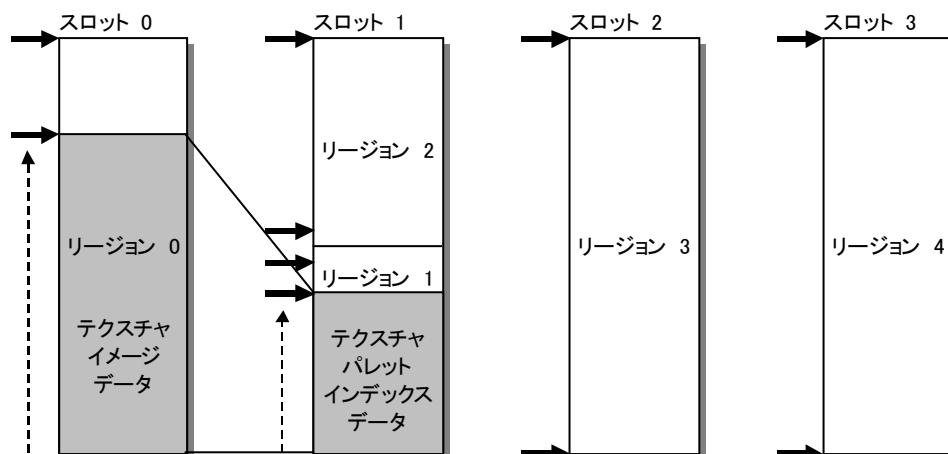 スロット 0
スロット 1
スロット 2
スロット 3
リージョン 0
テクスチャ
イメージ
データ
リージョン 2
リージョン 1
テクスチャ
パレット
インデックス
データ
リージョン 3
リージョン 4